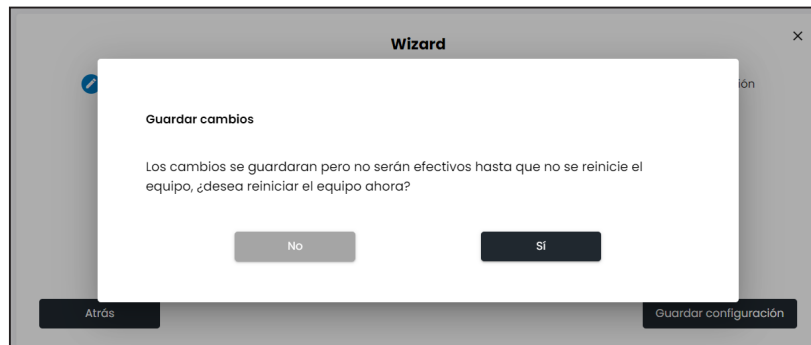 Wizard
ión
Guardar cambios
Los cambios se guardaran pero no serán efectivos hasta que no se reinicie el
equipo, ¿desea reiniciar el equipo ahora?
No
Sí
Atrás
Guardar configuración